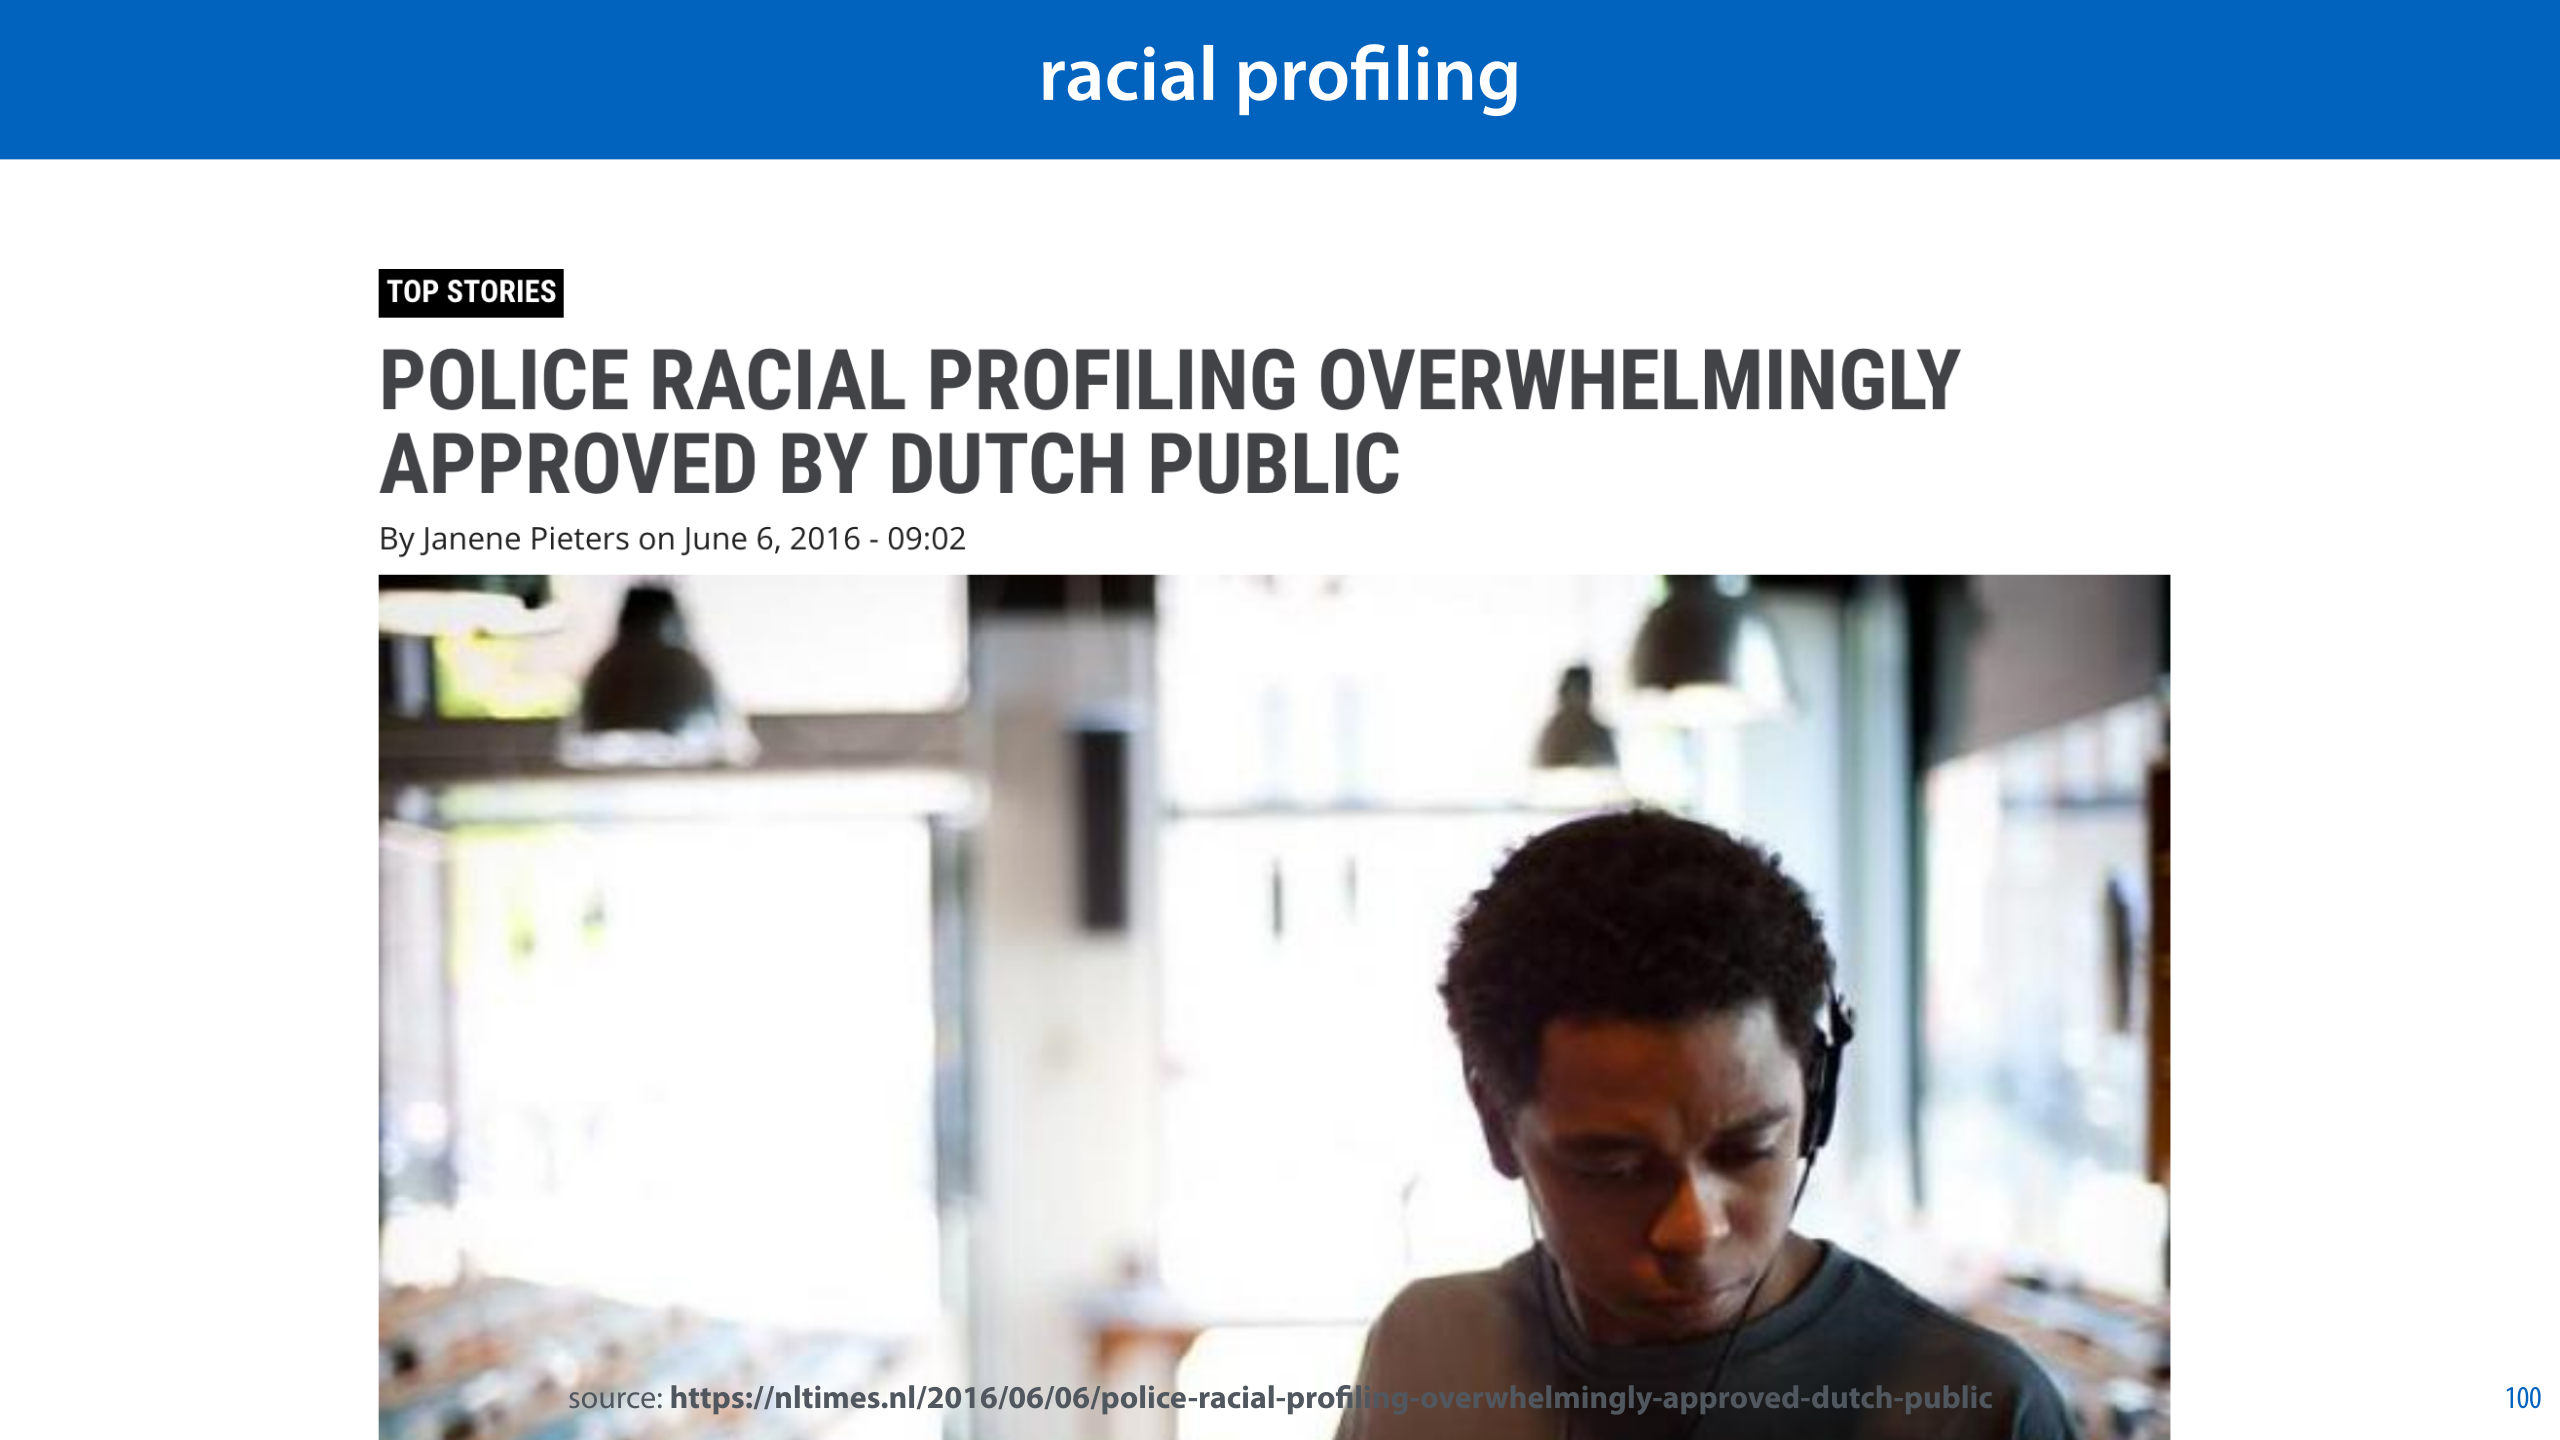 racial profiling
TOP STORIES
POLICE RACIAL PROFILING OVERWHELMINGLY
APPROVED BY DUTCH PUBLIC
By Janene Pieters on June 6, 2016 - 09:02
source: https://nltimes.nl/2016/06/06/police-racial-profiling-overwhelmingly-approved-dutch-public
100